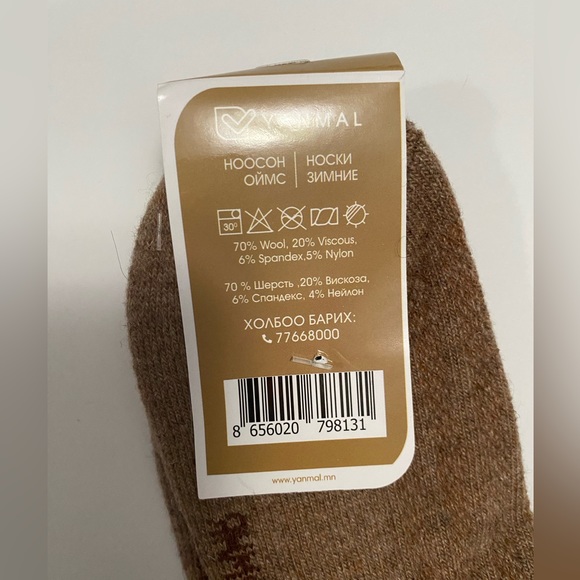 YANMAL
НООСОН ОЙМС
НОСКИ ЗИМНИЕ
30°
70% Wool, 20% Viscous,
6% Spandex,5% Nylon
70 % Шерсть ,20% Вискоза,
6% Спандекс, 4% Нейлон
ХОЛБОО БАРИХ:
77668000
8 656020 798131
www.yanmal.mn